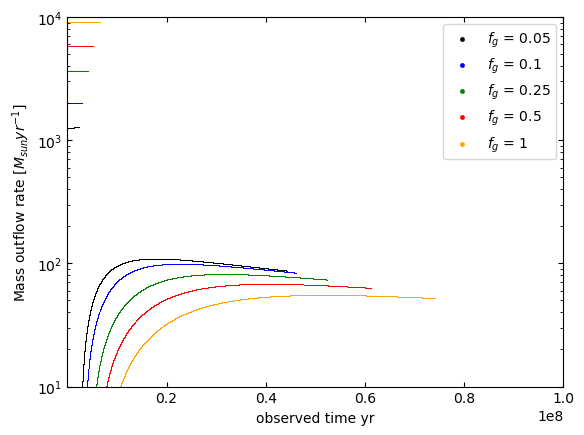 10^4
10^3
10^2
10^1
Mass outflow rate [M_{sun}yr^{-1}]
f_g = 0.05
f_g = 0.1
f_g = 0.25
f_g = 0.5
f_g = 1
0.2 0.4 0.6 0.8 1.0
1e8
observed time yr